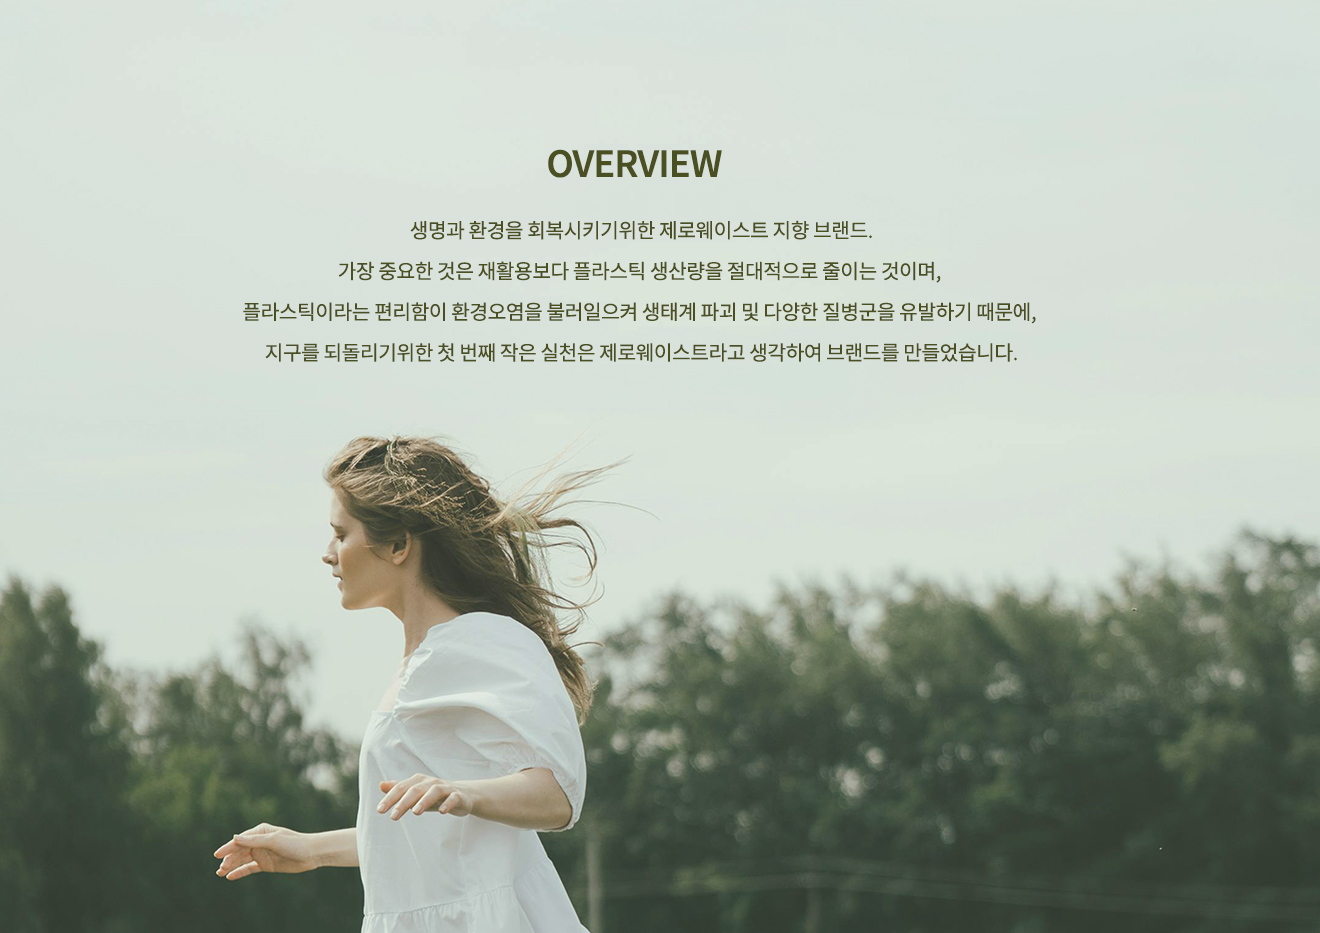 OVERVIEW
생명과 환경을 회복시키기위한 제로웨이스트 지향 브랜드.
가장 중요한 것은 재활용보다 플라스틱 생산량을 절대적으로 줄이는 것이며,
플라스틱이라는 편리함이 환경오염을 불러일으켜 생태계 파괴 및 다양한 질병군을 유발하기 때문에,
지구를 되돌리기위한 첫 번째 작은 실천은 제로웨이스트라고 생각하여 브랜드를 만들었습니다.